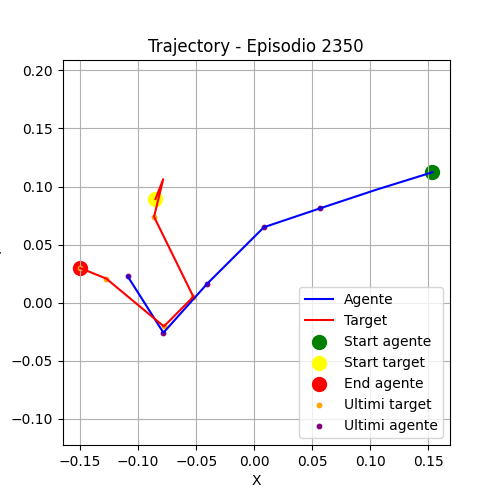 Trajectory - Episodio 2350
0.20
0.15
0.10
0.05
0.00
−0.05
−0.10
−0.15 −0.10 −0.05 0.00 0.05 0.10 0.15
X
Agente
Target
Start agente
Start target
End agente
Ultimi target
Ultimi agente